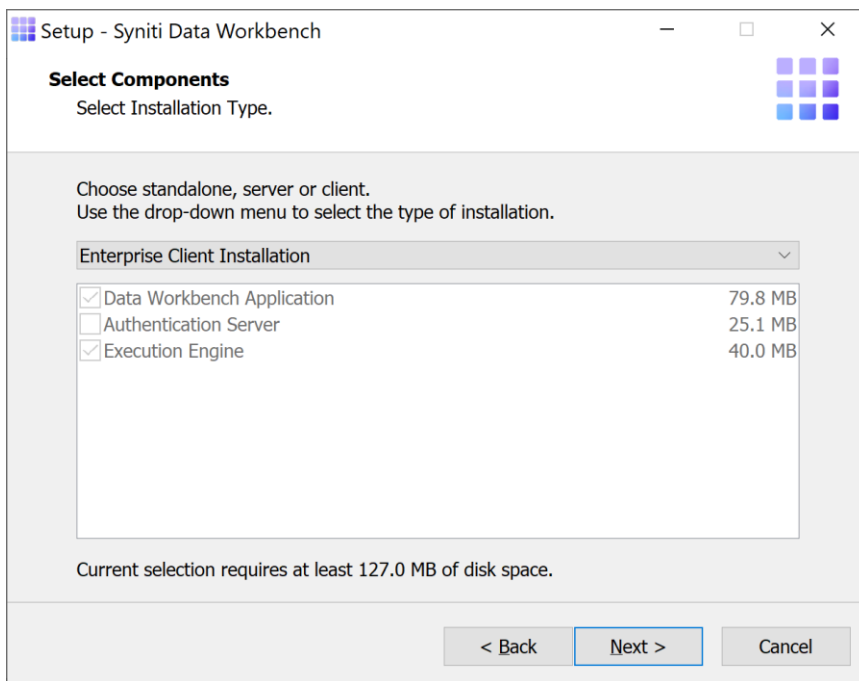 Setup - Syniti Data Workbench
Select Components
Select Installation Type.
Choose standalone, server or client.
Use the drop-down menu to select the type of installation.
Enterprise Client Installation
Data Workbench Application 79.8 MB
Authentication Server 25.1 MB
Execution Engine 40.0 MB
Current selection requires at least 127.0 MB of disk space.
< Back Next > Cancel